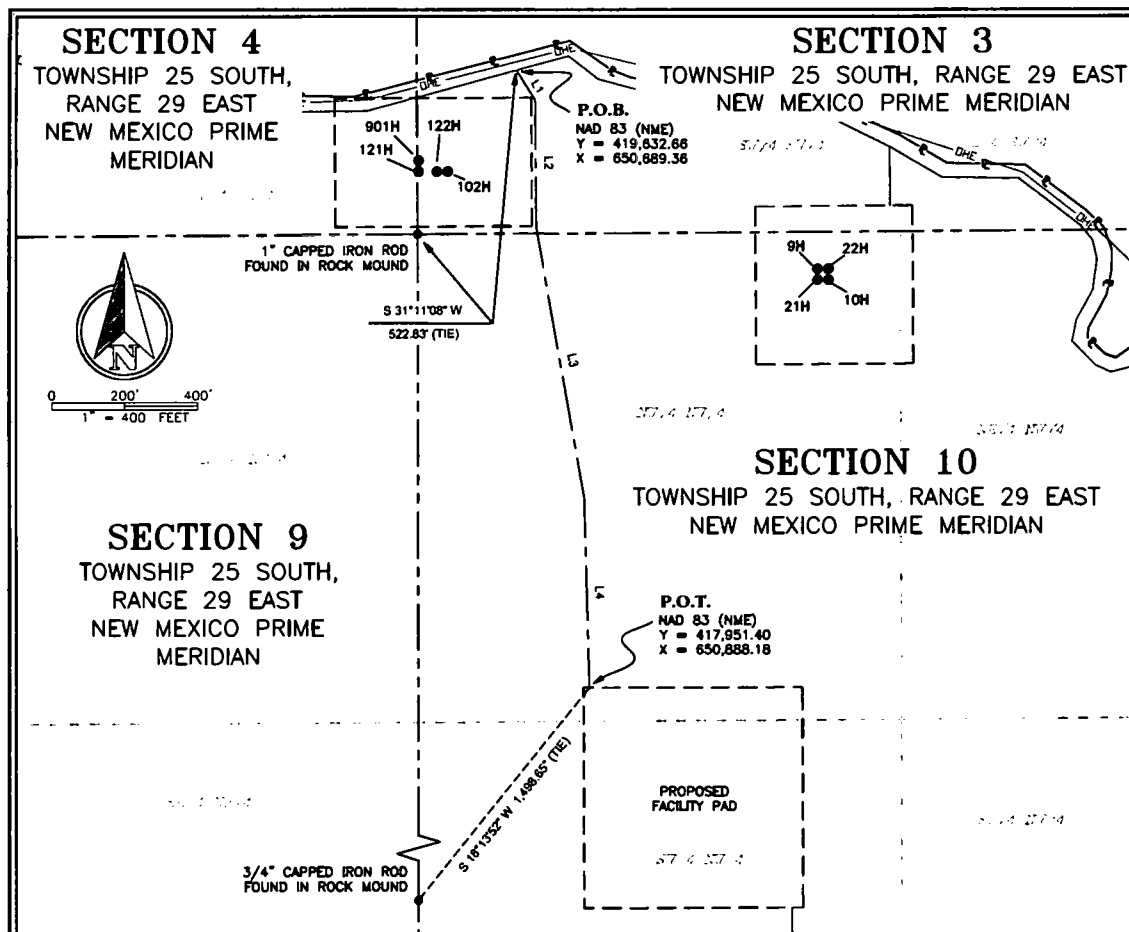 SECTION 4
TOWNSHIP 25 SOUTH,
RANGE 29 EAST
NEW MEXICO PRIME
MERIDIAN
SECTION 3
TOWNSHIP 25 SOUTH, RANGE 29 EAST
NEW MEXICO PRIME MERIDIAN
OHE
OHE
L1
P.O.B.
NAD 83 (NME)
Y = 419,632.66
X = 650,689.36
901H
122H
121H
102H
L2
OHE
OHE
1" CAPPED IRON ROD
FOUND IN ROCK MOUND
9H
22H
21H
10H
N
S 31°11'08" W
522.83' (TIE)
L3
0
200'
400'
1" = 400 FEET
SECTION 10
TOWNSHIP 25 SOUTH, RANGE 29 EAST
NEW MEXICO PRIME MERIDIAN
SECTION 9
TOWNSHIP 25 SOUTH,
RANGE 29 EAST
NEW MEXICO PRIME
MERIDIAN
L4
P.O.T.
NAD 83 (NME)
Y = 417,951.40
X = 650,888.18
S 18°13'52" W 1,498.65' (TIE)
PROPOSED
FACILITY PAD
3/4" CAPPED IRON ROD
FOUND IN ROCK MOUND